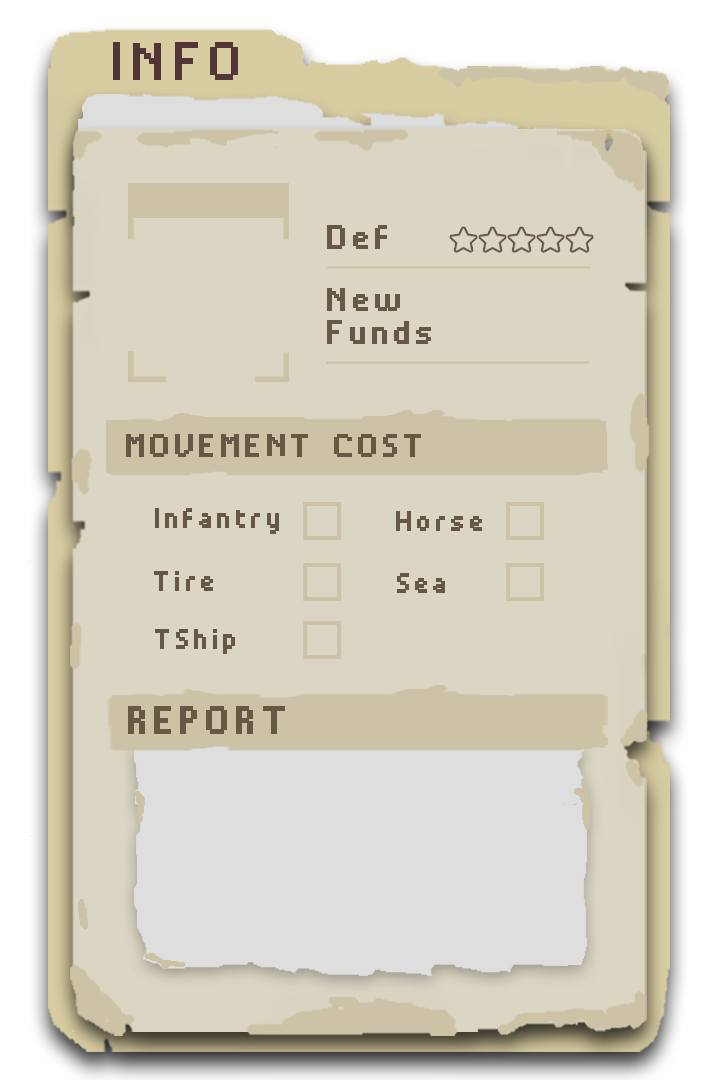 INFO
Def ☆☆☆☆☆
New
Funds
MOVEMENT COST
Infantry Horse
Tire Sea
TShip
REPORT